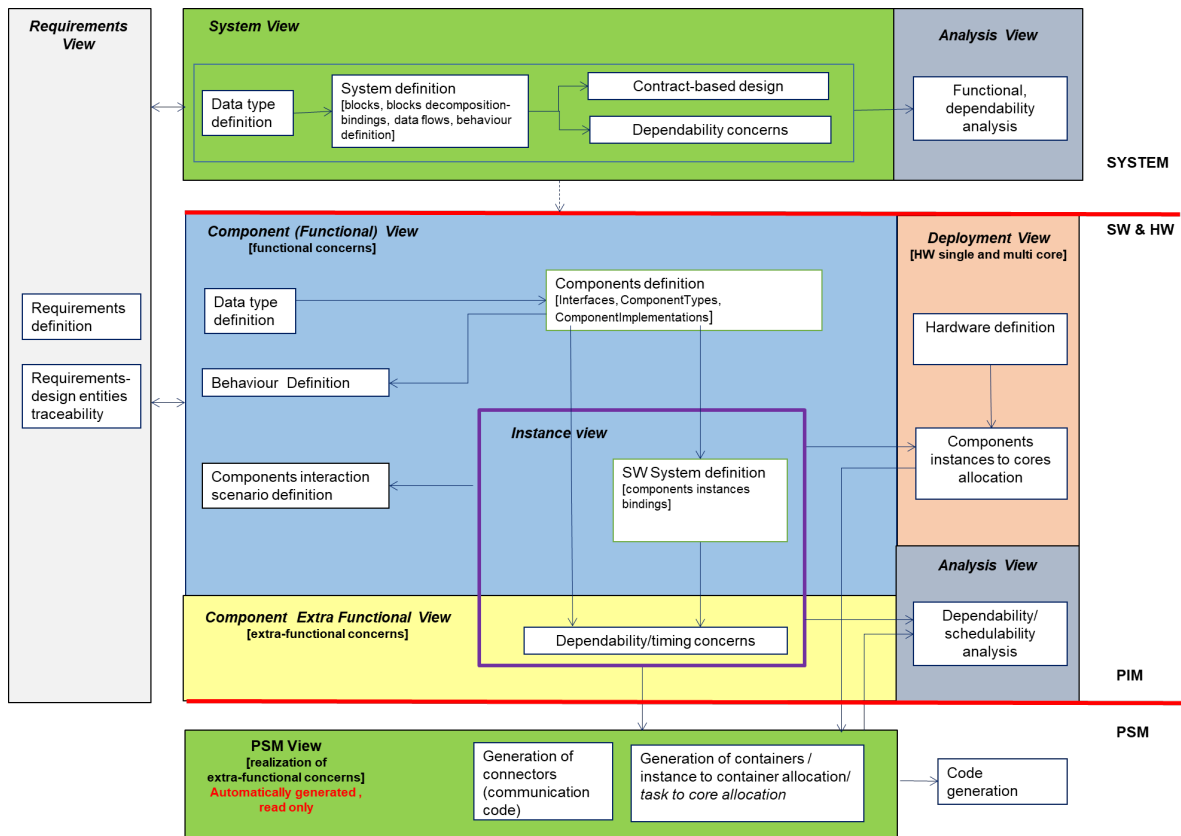 Requirements
View
Requirements
definition
Requirements-
design entities
traceability
System View
Data type
definition
System definition
[blocks, blocks decomposition-
bindings, data flows, behaviour
definition]
Contract-based design
Dependability concerns
Analysis View
Functional,
dependability
analysis
SYSTEM
SW & HW
Component (Functional) View
[functional concerns]
Data type
definition
Components definition
[Interfaces, ComponentTypes,
ComponentImplementations]
Behaviour  Definition
Components interaction
scenario definition
Instance view
SW System definition
[components instances
bindings]
Deployment View
[HW single and multi core]
Hardware definition
Components
instances to cores
allocation
Component  Extra Functional View
[extra-functional concerns]
Dependability/timing concerns
Analysis View
Dependability/
schedulability
analysis
PIM
PSM
PSM View
[realization of
extra-functional concerns]
Automatically generated ,
read only
Generation of
connectors
(communication
code)
Generation of containers /
instance to container allocation/
task to core allocation
Code
generation